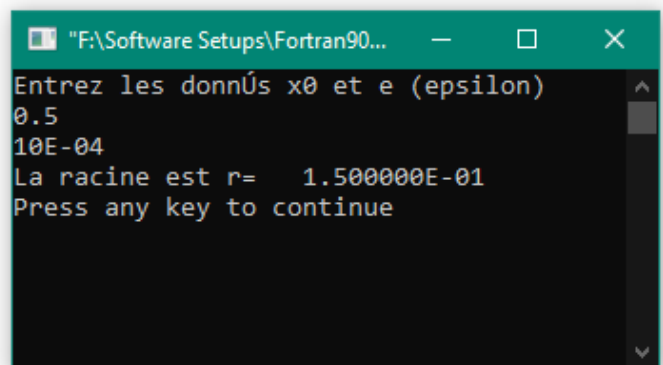 "F:\Software Setups\Fortran90...
Entrez les donnÚs x0 et e (epsilon)
0.5
10E-04
La racine est r=   1.500000E-01
Press any key to continue